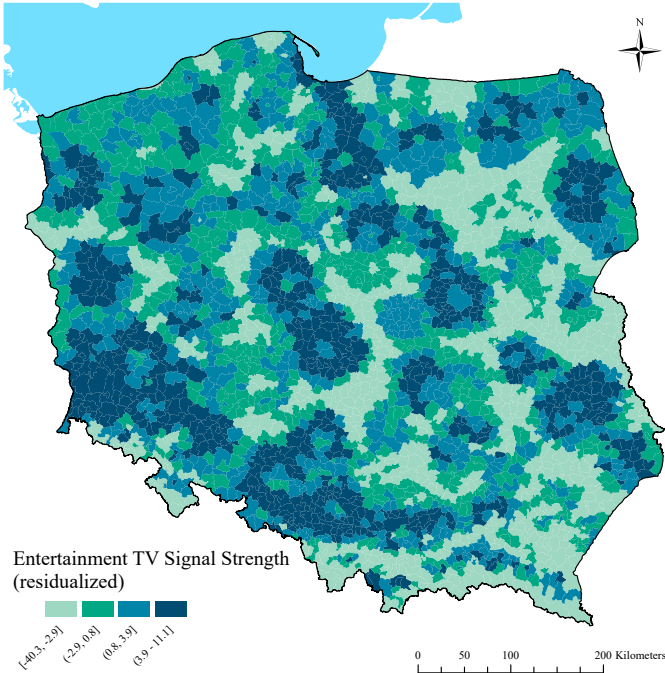 N
Entertainment TV Signal Strength
(residualized)
[-40.3, -2.9]
(-2.9, 0.8]
(0.8, 3.9]
(3.9 - 11.1]
0 50 100 200 Kilometers